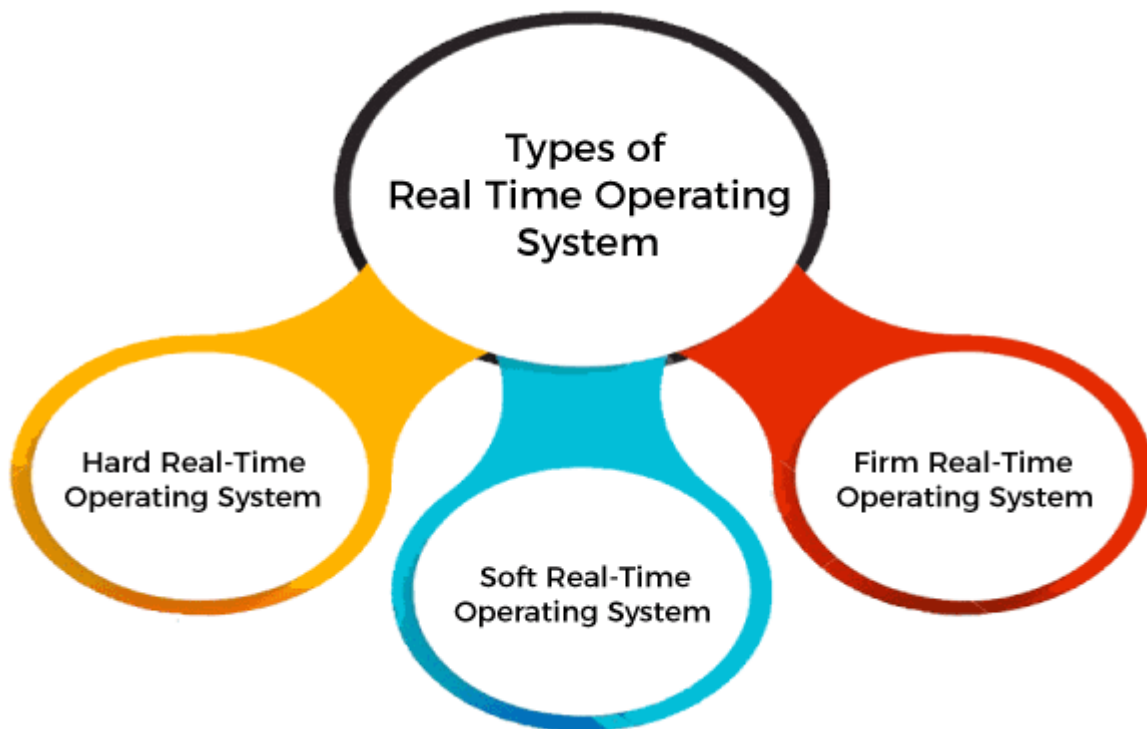 Types of
Real Time Operating
System
Hard Real-Time
Operating System
Soft Real-Time
Operating System
Firm Real-Time
Operating System